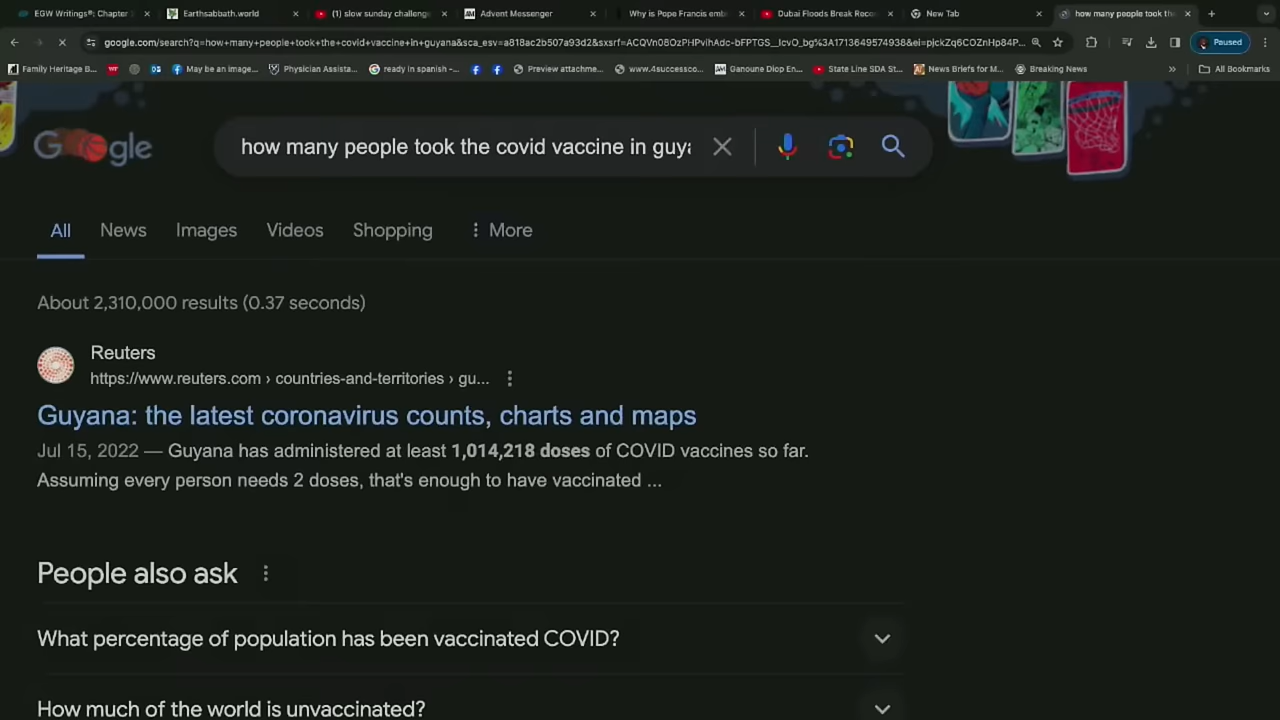 EGW Writings®: Chapter
Earthsabbath.world
(1) slow sunday challenge
Advent Messenger
Why is Pope Francis emb
Dubai Floods Break Reco
New Tab
how many people took th
google.com/search?q=how+many+people+took+the+covid+vaccine+in+guyana&sca_esv=a818ac2b507a93d2&sxsrf=ACQVn08OzPHPvihAdc-bFPTGS__IcvO_bg%3A1713649574938&ei=pjckZq6COZnHp84P...
Paused
Family Heritage B...
May be an image...
Physician Assista...
ready in spanish -...
Preview attachme...
www.4successco...
Ganoune Diop En...
State Line SDA St...
News Briefs for M...
Breaking News
»
All Bookmarks
Google
how many people took the covid vaccine in guya
All
News
Images
Videos
Shopping
More
About 2,310,000 results (0.37 seconds)
Reuters
https://www.reuters.com › countries-and-territories › gu...
Guyana: the latest coronavirus counts, charts and maps
Jul 15, 2022 — Guyana has administered at least 1,014,218 doses of COVID vaccines so far.
Assuming every person needs 2 doses, that's enough to have vaccinated ...
People also ask
What percentage of population has been vaccinated COVID?
How much of the world is unvaccinated?